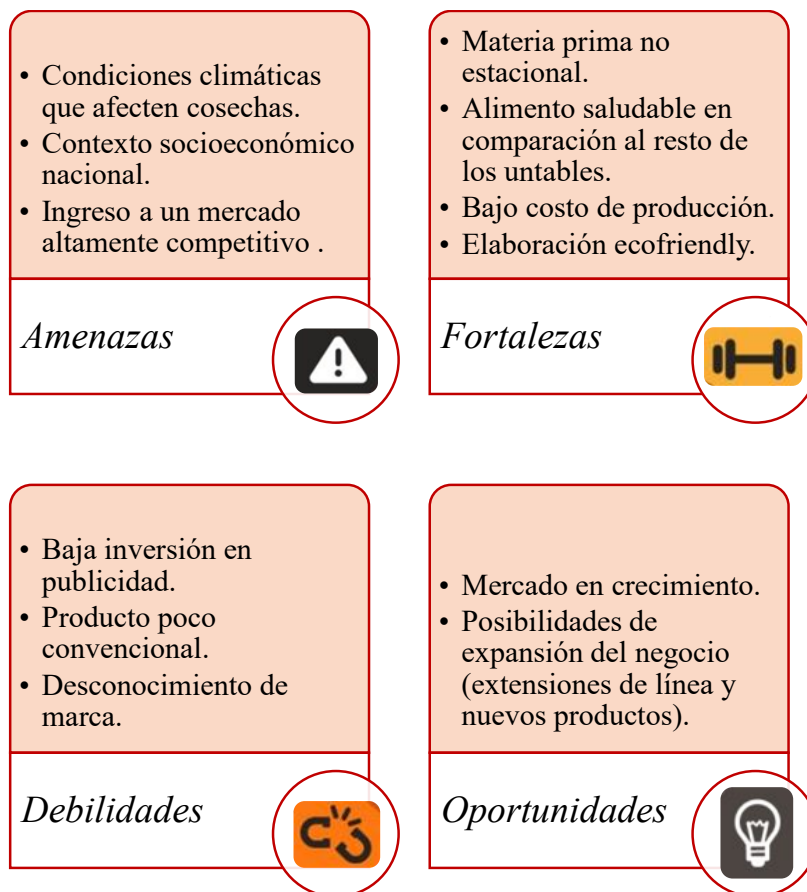 • Condiciones climáticas
que afecten cosechas.
• Contexto socioeconómico
nacional.
• Ingreso a un mercado
altamente competitivo .
Amenazas
• Materia prima no
estacional.
• Alimento saludable en
comparación al resto de
los untables.
• Bajo costo de producción.
• Elaboración ecofriendly.
Fortalezas
• Baja inversión en
publicidad.
• Producto poco
convencional.
• Desconocimiento de
marca.
Debilidades
• Mercado en crecimiento.
• Posibilidades de
expansión del negocio
(extensiones de línea y
nuevos productos).
Oportunidades